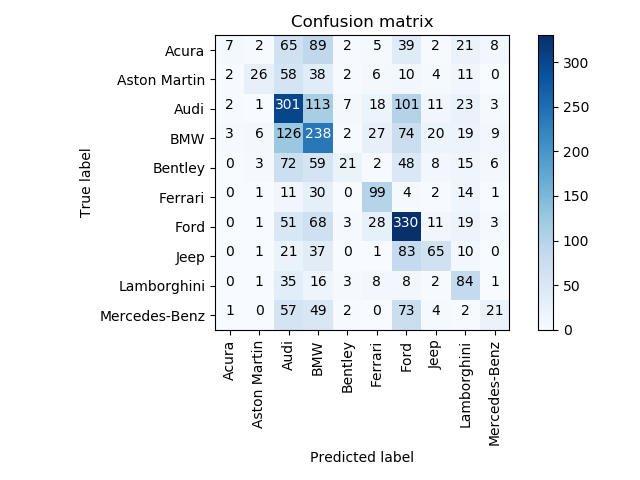 Confusion matrix
True label
Acura 7 2 65 89 2 5 39 2 21 8
Aston Martin 2 26 58 38 2 6 10 4 11 0
Audi 2 1 301 113 7 18 101 11 23 3
BMW 3 6 126 238 2 27 74 20 19 9
Bentley 0 3 72 59 21 2 48 8 15 6
Ferrari 0 1 11 30 0 99 4 2 14 1
Ford 0 1 51 68 3 28 330 11 19 3
Jeep 0 1 21 37 0 1 83 65 10 0
Lamborghini 0 1 35 16 3 8 8 2 84 1
Mercedes-Benz 1 0 57 49 2 0 73 4 2 21
Acura Aston Martin Audi BMW Bentley Ferrari Ford Jeep Lamborghini Mercedes-Benz
Predicted label
300
250
200
150
100
50
0